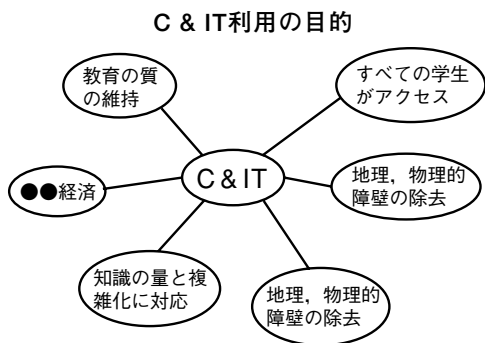 C & IT利用の目的
教育の質
の維持
すべての学生
がアクセス
C & IT
●●経済
地理，物理的
障壁の除去
知識の量と複
雑化に対応
地理，物理的
障壁の除去